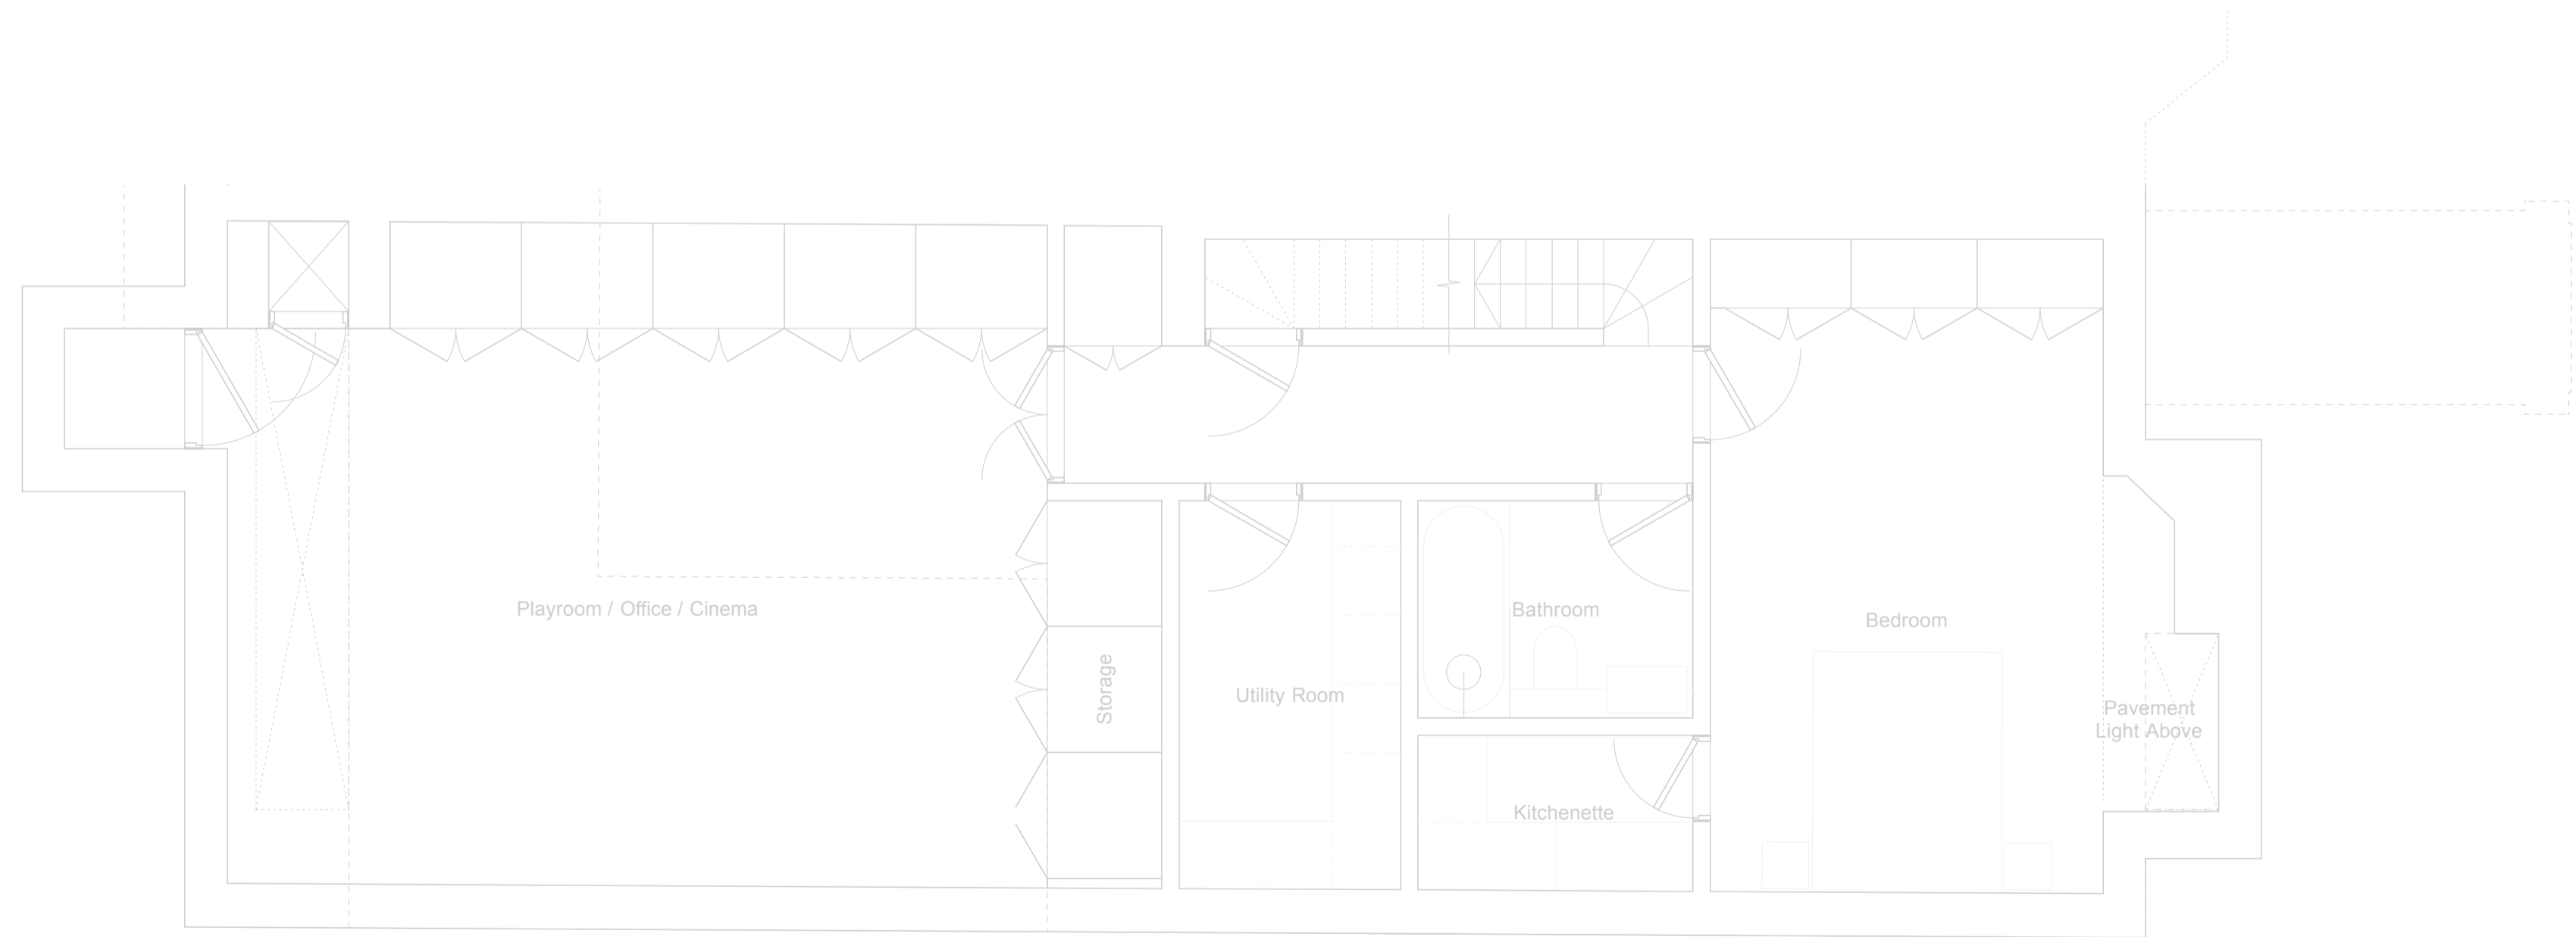 Playroom / Office / Cinema
Storage
Utility Room
Bathroom
Kitchenette
Bedroom
Pavement
Light Above